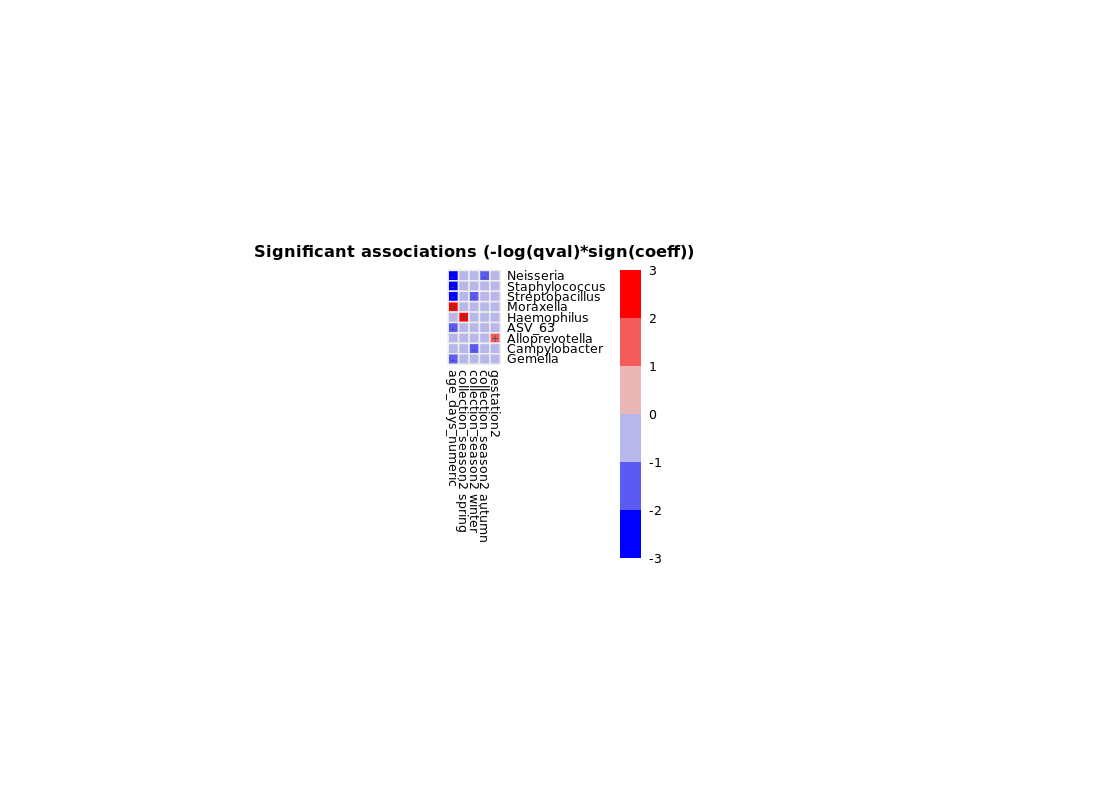 Significant associations (-log(qval)*sign(coeff))
Neisseria
Staphylococcus
Streptobacillus
Moraxella
Haemophilus
ASV_63
Alloprevotella
Campylobacter
Gemella
age_days_numeric
collection_season2 spring
collection_season2 winter
collection_season2 autumn
gestation2
3
2
1
0
-1
-2
-3